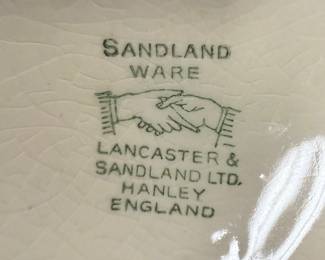 SANDLAND
WARE
LANCASTER &
SANDLAND LTD.
HANLEY
ENGLAND